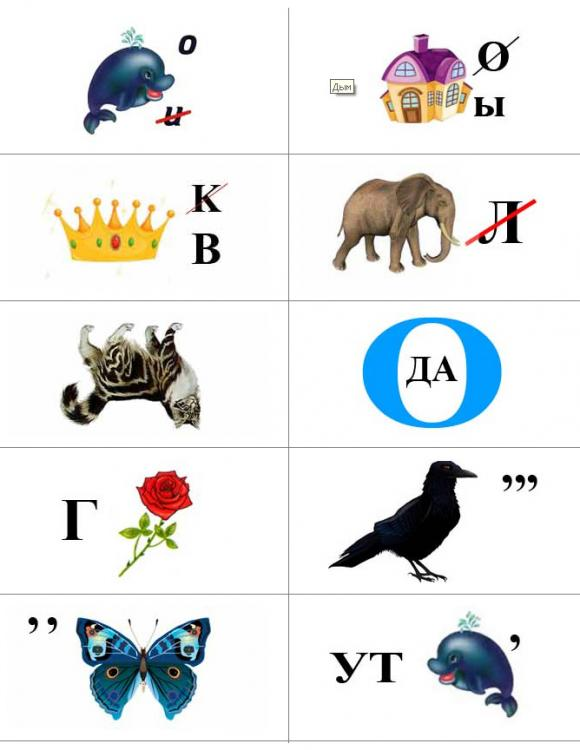 о
и
О
ы
Дым
К
В
Л
О
ДА
Г
,,,
,,
УТ
,